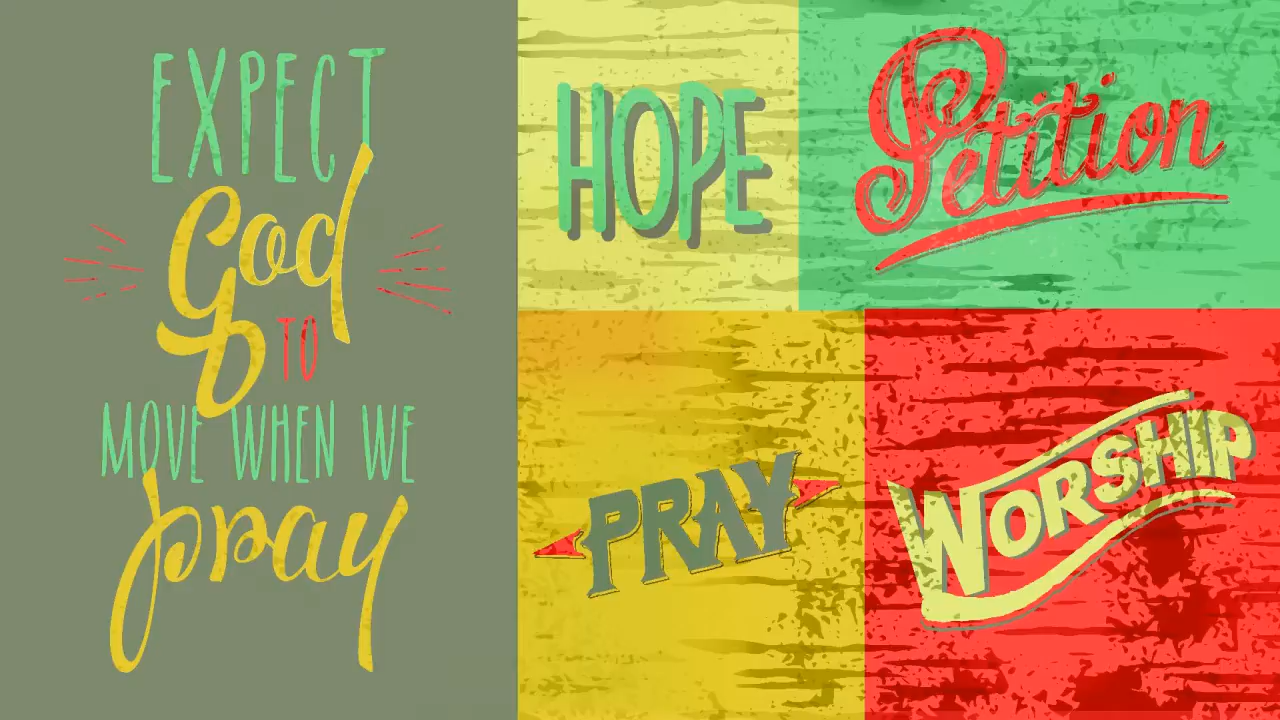 EXPECT
God
TO
MOVE WHEN WE
pray
HOPE
Petition
PRAY
WORSHIP